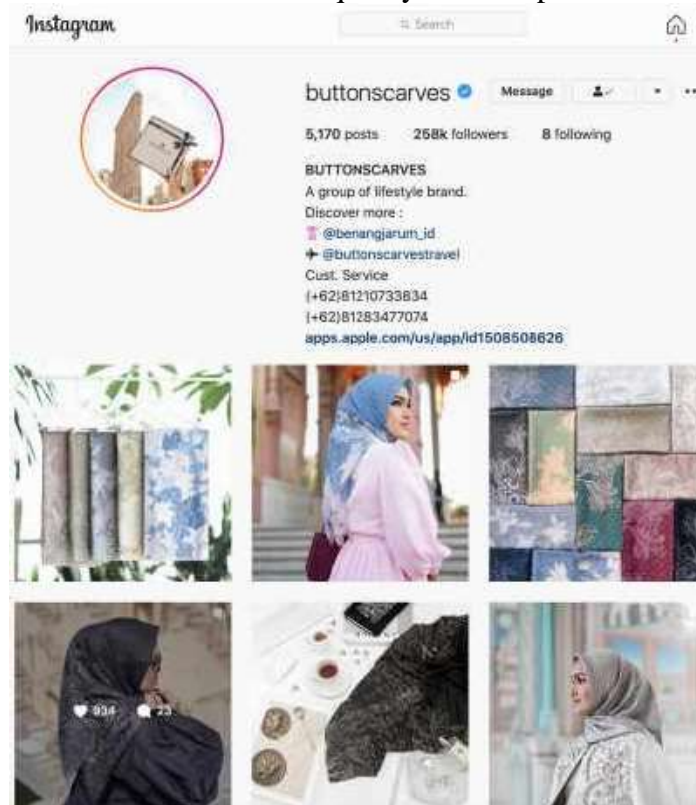 Instagram
Search
buttonscarves
Message
5,170 posts 258k followers 8 following
BUTTONSCARVES
A group of lifestyle brand.
Discover more :
@benangjarum_id
@buttonscarvestravel
Cust. Service
(+62)81210733834
(+62)81283477074
apps.apple.com/us/app/id1508508626
934 23